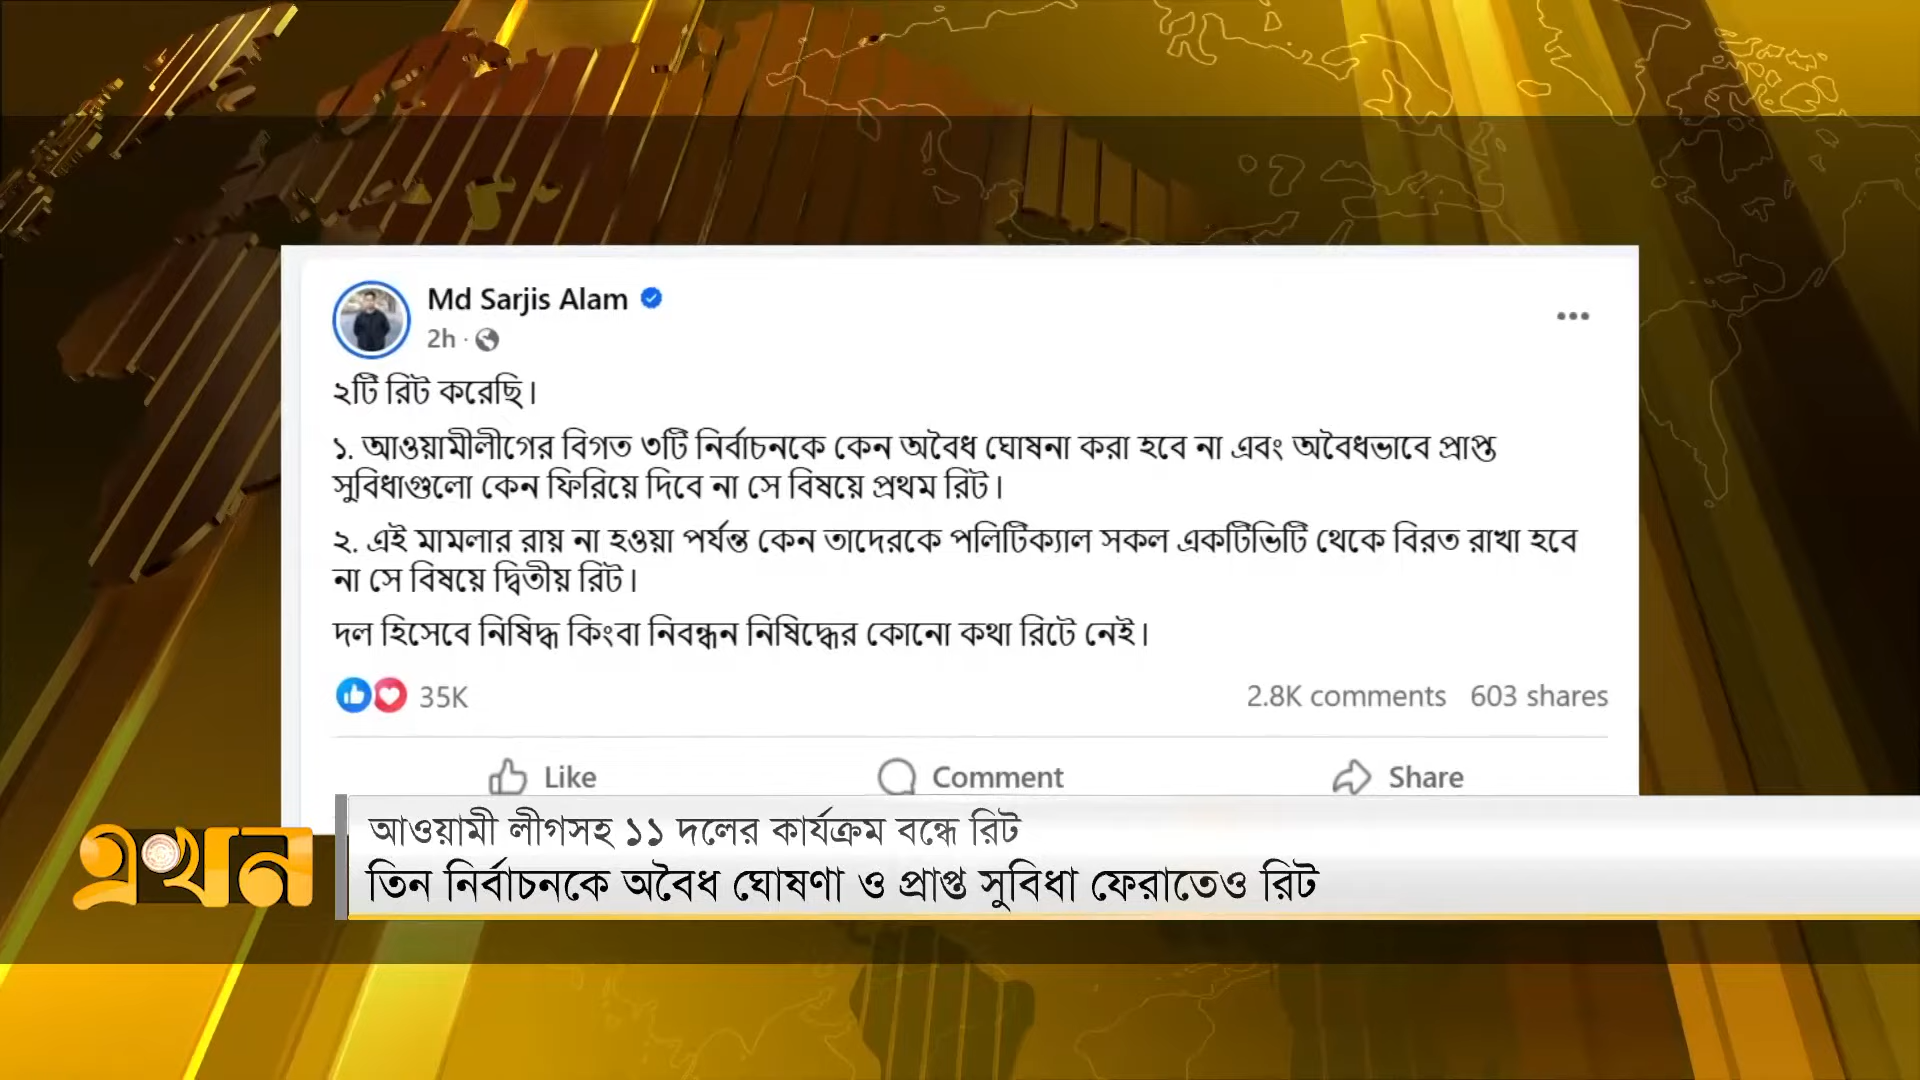 Md Sarjis Alam
2h ·
২টি রিট করেছি।
১. আওয়ামীলীগের বিগত ৩টি নির্বাচনকে কেন অবৈধ ঘোষনা করা হবে না এবং অবৈধভাবে প্রাপ্ত
সুবিধাগুলো কেন ফিরিয়ে দিবে না সে বিষয়ে প্রথম রিট।
২. এই মামলার রায় না হওয়া পর্যন্ত কেন তাদেরকে পলিটিক্যাল সকল একটিভিটি থেকে বিরত রাখা হবে
না সে বিষয়ে দ্বিতীয় রিট।
দল হিসেবে নিষিদ্ধ কিংবা নিবন্ধন নিষিদ্ধের কোনো কথা রিটে নেই।
35K 2.8K comments 603 shares
Like Comment Share
আওয়ামী লীগসহ ১১ দলের কার্যক্রম বন্ধে রিট
এখন
তিন নির্বাচনকে অবৈধ ঘোষণা ও প্রাপ্ত সুবিধা ফেরাতেও রিট